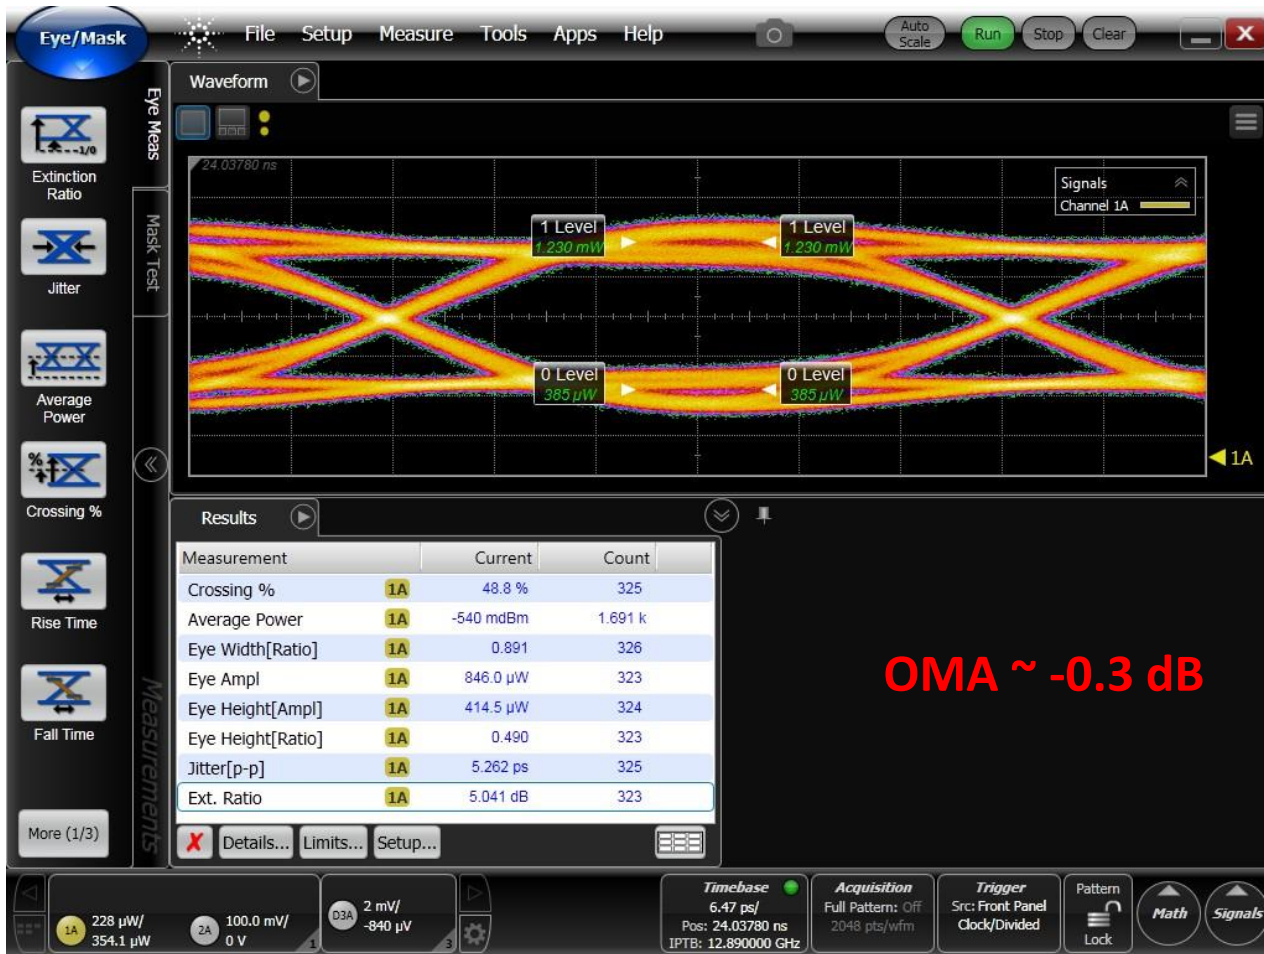 Eye/Mask
File Setup Measure Tools Apps Help
Auto Scale
Run
Stop
Clear
X
Eye Meas
Mask Test
Measurements
Extinction
Ratio
Jitter
Average
Power
%
Crossing %
Rise Time
Fall Time
More (1/3)
Waveform
24.03780 ns
Signals
Channel 1A
1 Level
1.230 mW
1 Level
1.230 mW
0 Level
385 µW
0 Level
385 µW
1A
Results
Measurement Current Count
Crossing % 1A 48.8 % 325
Average Power 1A -540 mdBm 1.691 k
Eye Width[Ratio] 1A 0.891 326
Eye Ampl 1A 846.0 µW 323
Eye Height[Ampl] 1A 414.5 µW 324
Eye Height[Ratio] 1A 0.490 323
Jitter[p-p] 1A 5.262 ps 325
Ext. Ratio 1A 5.041 dB 323
Details... Limits... Setup...
OMA ~ -0.3 dB
1A 228 µW/
354.1 µW
2A 100.0 mV/
0 V
1
D3A 2 mV/
-840 µV
3
Timebase
6.47 ps/
Pos: 24.03780 ns
IPTB: 12.890000 GHz
Acquisition
Full Pattern: Off
2048 pts/wfm
Trigger
Src: Front Panel
Clock/Divided
Pattern
Lock
Math
Signals